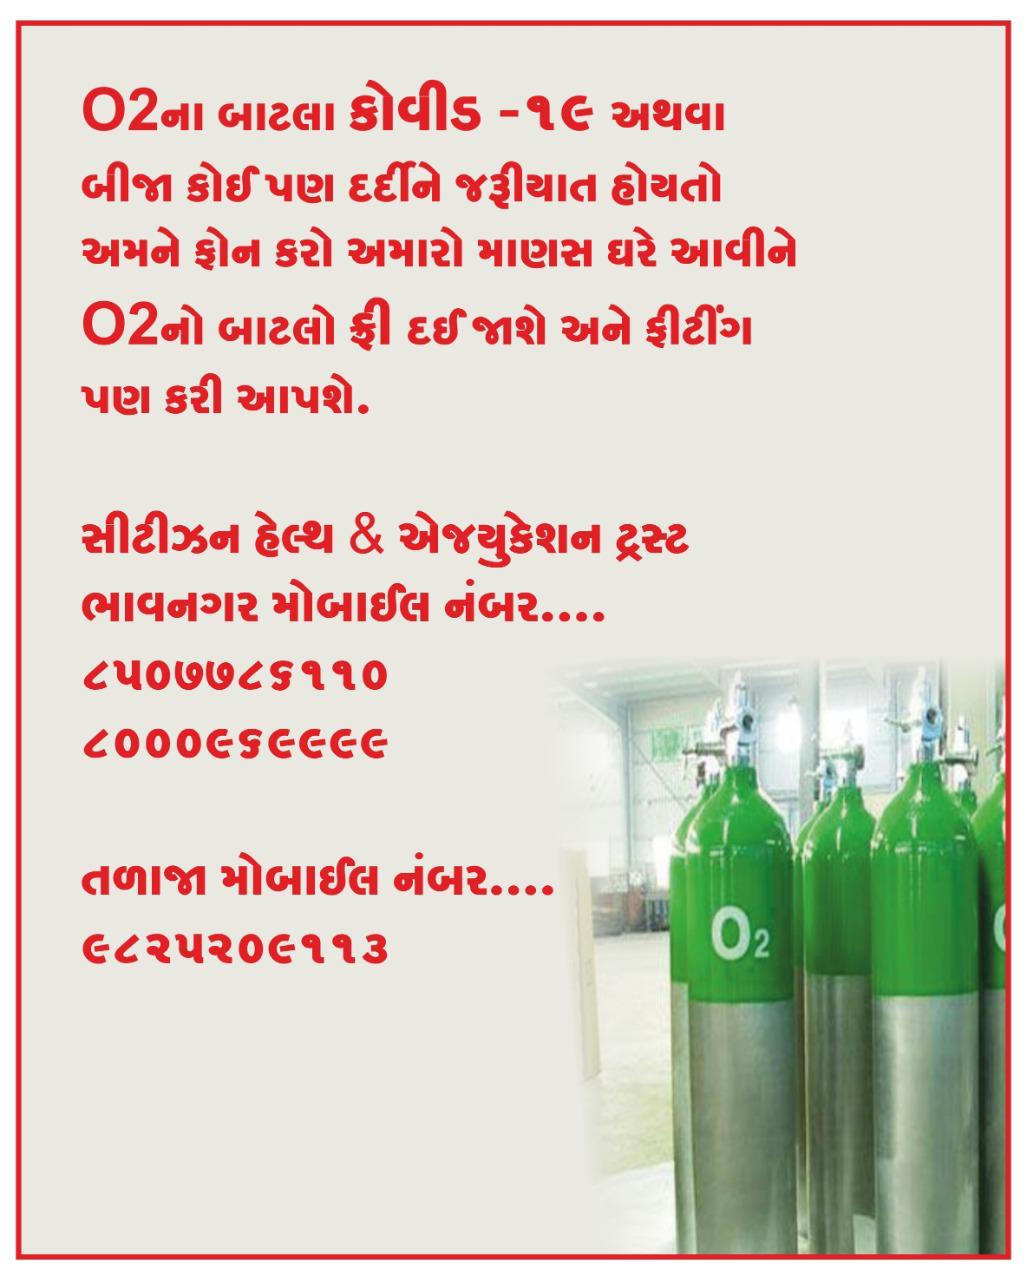 O2ના બાટલા કોવીડ -૧૯ અથવા
બીજા કોઈ પણ દર્દીને જરૂીયાત હોયતો
અમને ફોન કરો અમારો માણસ ઘરે આવીને
O2નો બાટલો ફ્રી દઈ જાશે અને ફીટીંગ
પણ કરી આપશે.
સીટીઝન હેલ્થ & એજયુકેશન ટ્રસ્ટ
ભાવનગર મોબાઈલ નંબર....
૮૫૦૭૭૮૬૧૧૦
૮૦૦૦૯૬૯૯૯૯
તળાજા મોબાઈલ નંબર....
૯૮૨૫૨૦૯૧૧૩
O2